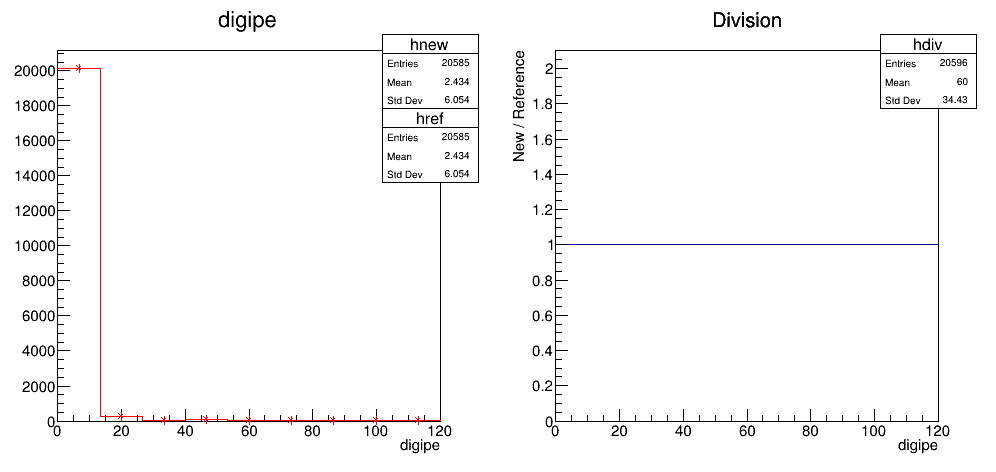 digipe
hnew
Entries 20585
Mean 2.434
Std Dev 6.054
href
Entries 20585
Mean 2.434
Std Dev 6.054
20000
18000
16000
14000
12000
10000
8000
6000
4000
2000
0
0 20 40 60 80 100 120
digipe
Division
hdiv
Entries 20596
Mean 60
Std Dev 34.43
New / Reference
2
1.8
1.6
1.4
1.2
1
0.8
0.6
0.4
0.2
0
0 20 40 60 80 100 120
digipe